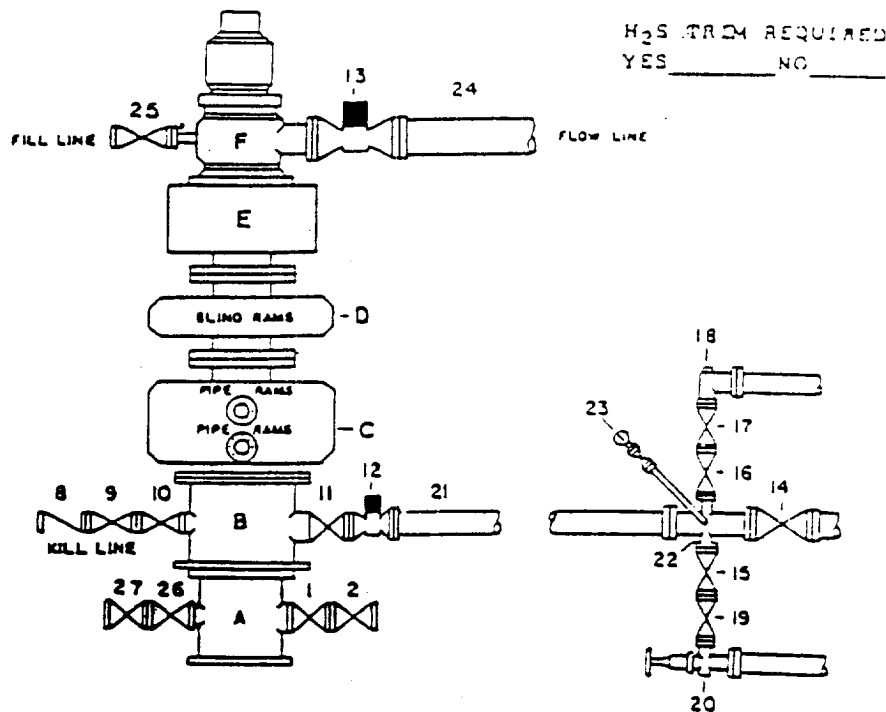 H2S TRIM REQUIRED
YES NO
13
24
25
FILL LINE
F
FLOW LINE
E
BLIND RAMS
D
18
PIPE RAMS
23
17
PIPE RAMS
C
16
12
14
8 9 10
11
21
B
KILL LINE
22
15
27 26
1 2
A
19
20